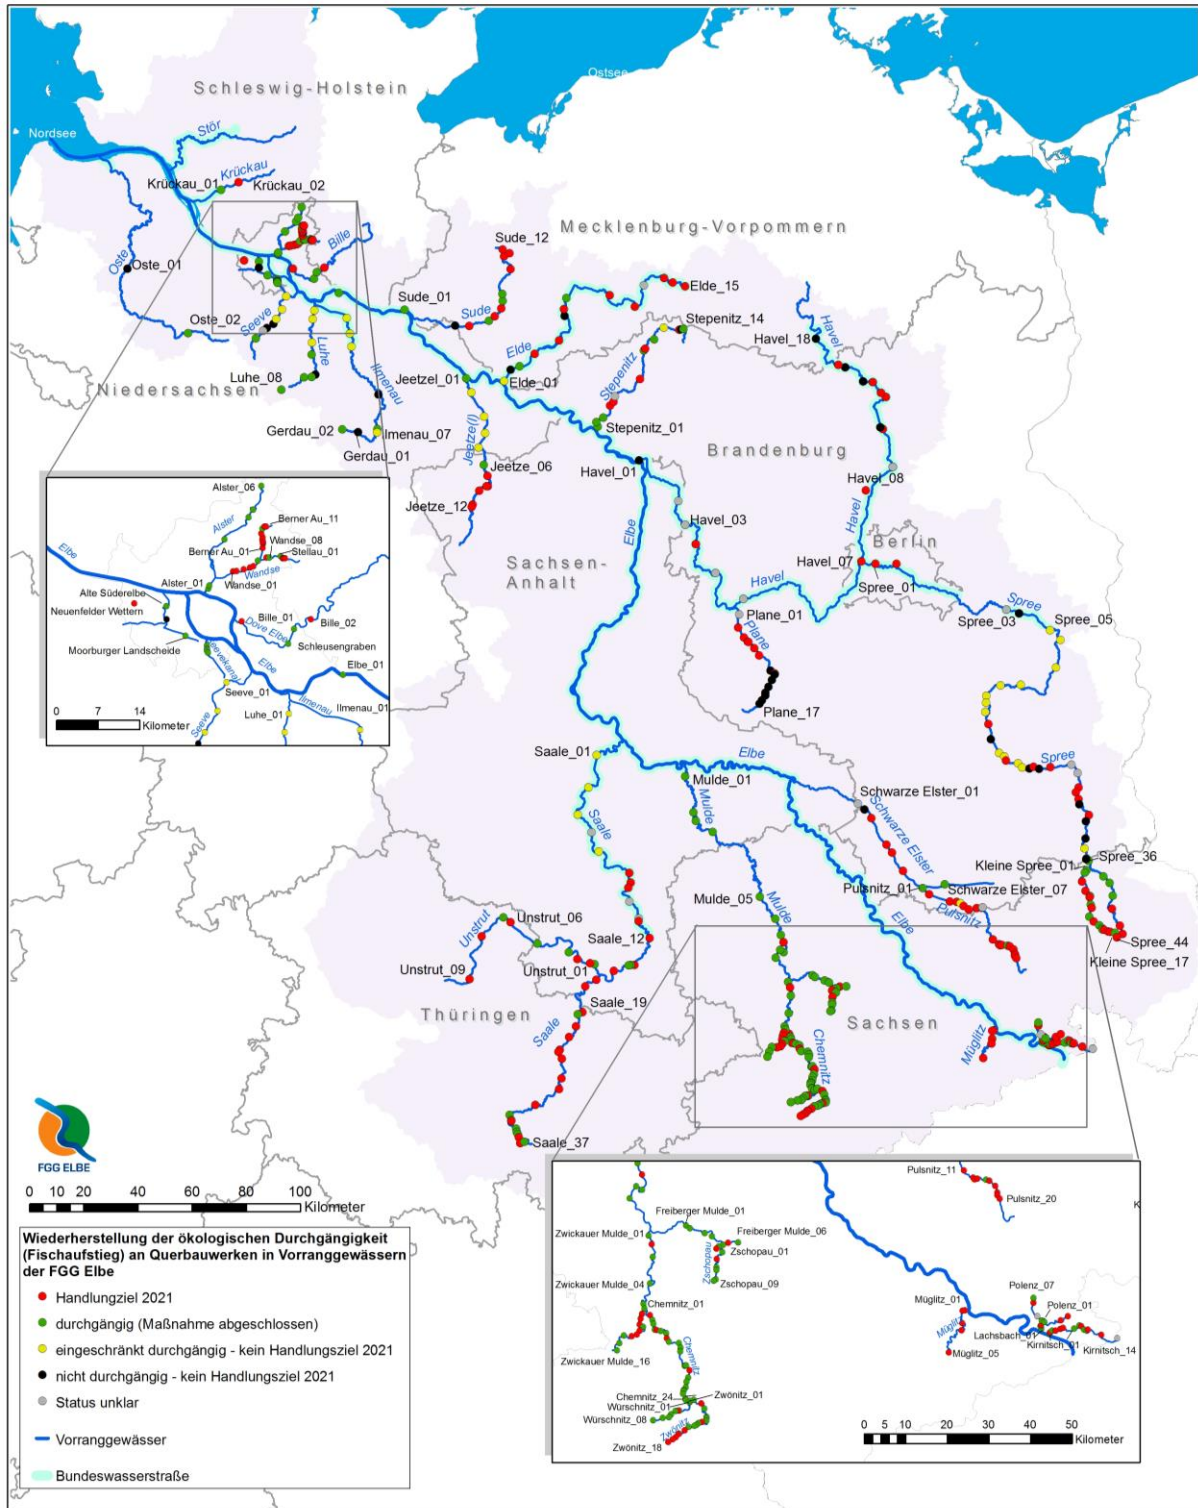 Ostsee
Schleswig-Holstein
Nordsee
Stör
Krückau
Krückau_01
Krückau_02
Mecklenburg-Vorpommern
Bille
Sude_12
Oste
Oste_01
Elde_15
Sude_01
Sude
Stepenitz_14
Havel
Havel_18
Oste_02
Seeve
Luhe
Elde
Stepenitz
Ilmenau
Jeetzel_01
Elde_01
Luhe_08
Niedersachsen
Gerdau_02
Ilmenau_07
Gerdau_01
Jeetze(l)
Stepenitz_01
Brandenburg
Jeetze_06
Havel_01
Havel_08
Jeetze_12
Havel
Elbe
Havel_03
Berlin
Sachsen-
Anhalt
Havel_07
Spree_01
Havel
Plane_01
Spree
Spree_03
Spree_05
Plane
Plane_17
Saale_01
Elbe
Spree
Mulde_01
Schwarze Elster_01
Mulde
Saale
Schwarze Elster
Kleine Spree_01
Spree_36
Pulsnitz_01
Schwarze Elster_07
Mulde_05
Mulde
Pulsnitz
Unstrut
Unstrut_06
Elbe
Saale_12
Spree_44
Unstrut_09
Unstrut_01
Kleine Spree_17
Saale_19
Thüringen
Sachsen
Saale
Müglitz
Chemnitz
Saale_37
Alster_06
Alster
Berner Au_11
Elbe
Wandse_08
Berner Au_01
Stellau_01
Wandse
Alster_01
Wandse_01
Alte Süderelbe
Neuenfelder Wettern
Bille_01
Bille_02
Dove Elbe
Moorburger Landscheide
Schleusengraben
Seevekanal
Elbe
Elbe_01
Seeve_01
Ilmenau
Seeve
Luhe_01
Ilmenau_01
0 7 14
Kilometer
FGG ELBE
0 10 20 40 60 80 100
Kilometer
Wiederherstellung der ökologischen Durchgängigkeit
(Fischaufstieg) an Querbauwerken in Vorranggewässern
der FGG Elbe
Handlungziel 2021
durchgängig (Maßnahme abgeschlossen)
eingeschränkt durchgängig - kein Handlungsziel 2021
nicht durchgängig - kein Handlungsziel 2021
Status unklar
Vorranggewässer
Bundeswasserstraße
Pulsnitz_11
Pulsnitz_20
K
Freiberger Mulde_01
Zwickauer Mulde_01
Freiberger Mulde_06
Zschopau_01
Zschopau
Zwickauer Mulde_04
Zschopau_09
Chemnitz_01
Polenz_07
Müglitz_01
Polenz_01
Müglitz
Lachsbach_01
Kirnitsch_01
Kirnitsch_14
Zwickauer Mulde_16
Chemnitz
Müglitz_05
Chemnitz_24
Zwönitz_01
Würschnitz_01
Würschnitz_08
Zwönitz
Zwönitz_18
0 5 10 20 30 40 50
Kilometer